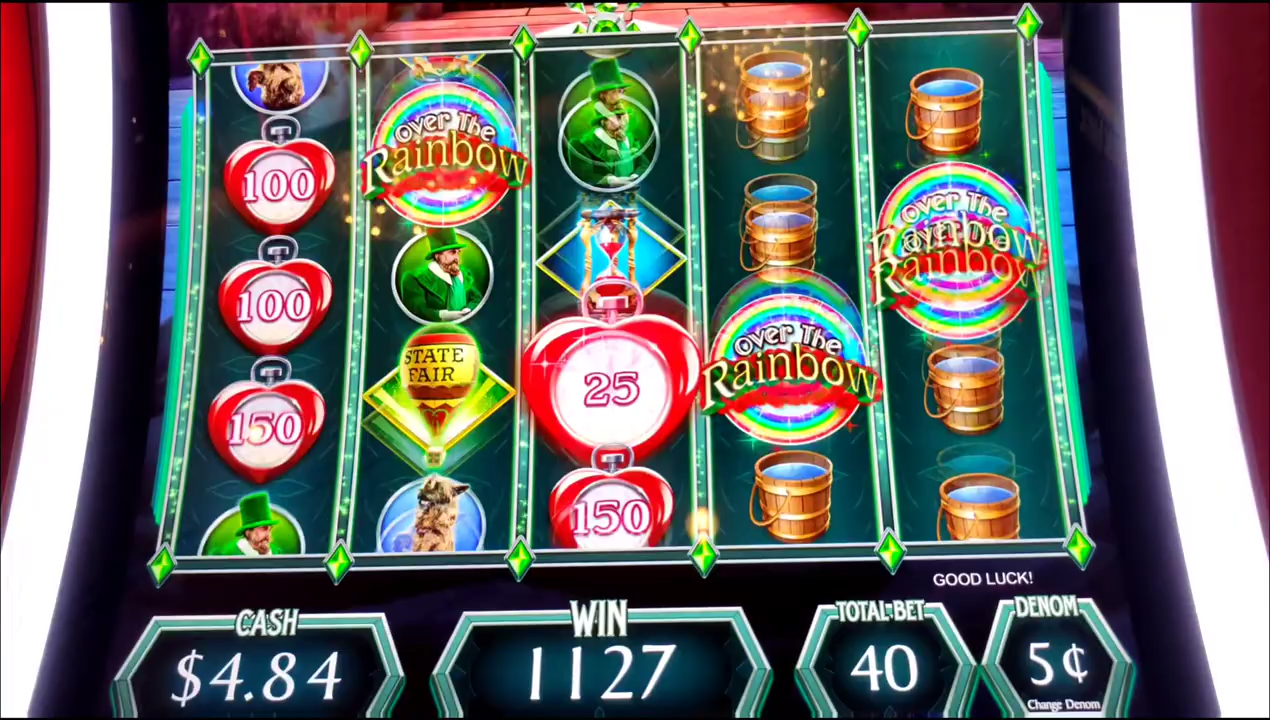 100
100
150
Over The
Rainbow
STATE
FAIR
25
150
Over The
Rainbow
Over The
Rainbow
Rainbow
GOOD LUCK!
CASH
$4.84
WIN
1127
TOTAL BET
40
DENOM
5¢
Change Denom